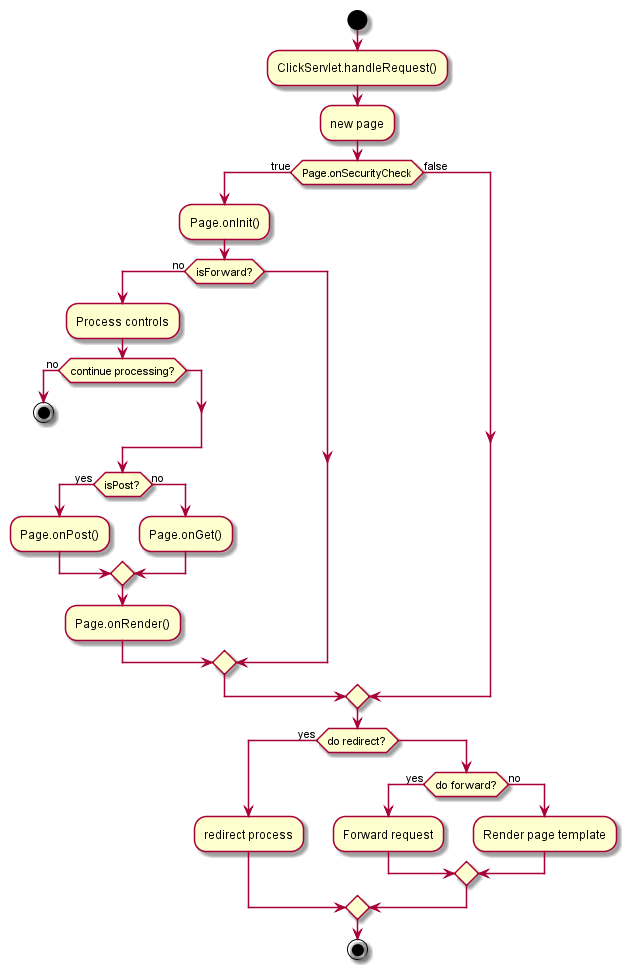 ClickServlet.handleRequest()
new page
true
Page.onSecurityCheck
false
Page.onInit()
no
isForward?
Process controls
no
continue processing?
yes
isPost?
no
Page.onPost()
Page.onGet()
Page.onRender()
yes
do redirect?
yes
do forward?
no
redirect process
Forward request
Render page template